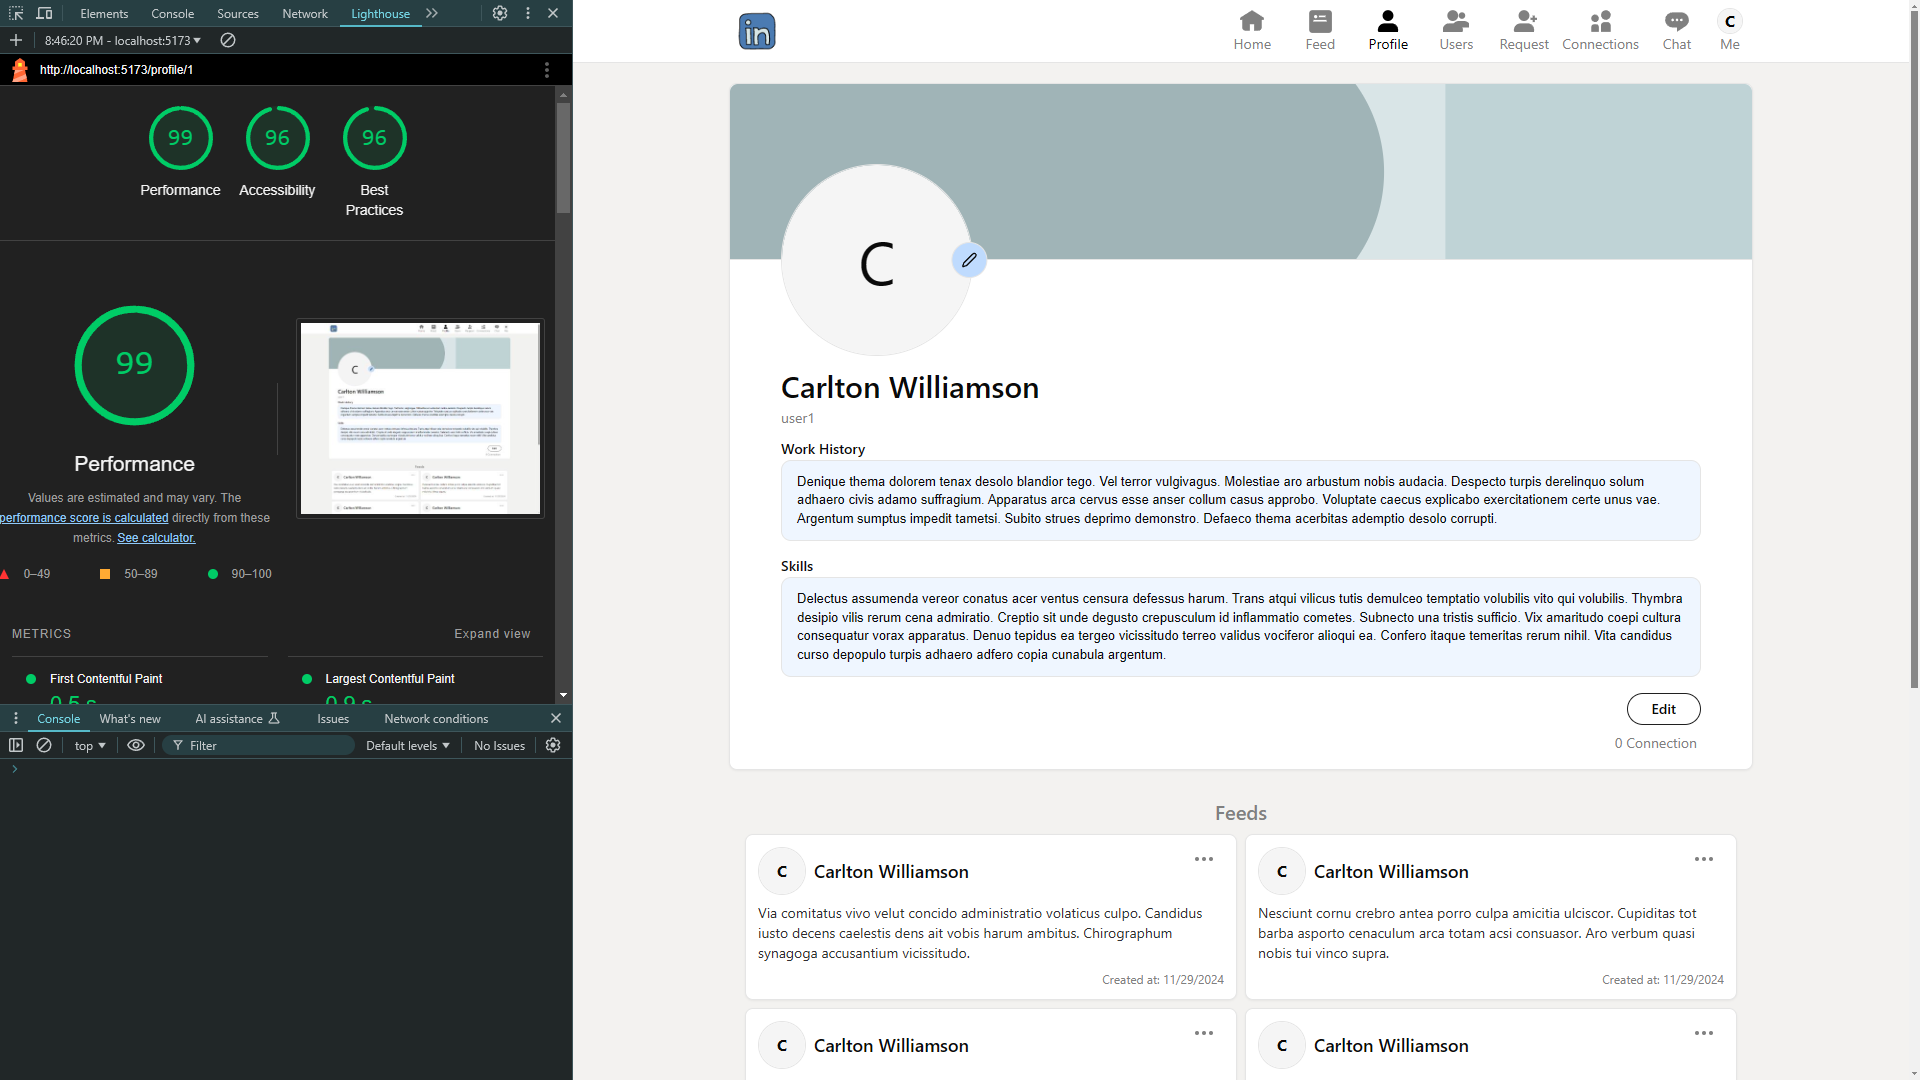 Elements Console Sources Network Lighthouse
8:46:20 PM - localhost:5173
http://localhost:5173/profile/1
99 96 96
Performance Accessibility Best
Practices
99
Performance
Values are estimated and may vary. The
performance score is calculated directly from these
metrics. See calculator.
0–49 50–89 90–100
METRICS Expand view
First Contentful Paint Largest Contentful Paint
0.5 s 0.9 s
Console What's new AI assistance Issues Network conditions
top Filter Default levels No Issues
in
Home Feed Profile Users Request Connections Chat C Me
C
Carlton Williamson
user1
Work History
Denique thema dolorem tenax desolo blandior tego. Vel terror vulgivagus. Molestiae aro arbustum nobis audacia. Despecto turpis derelinquo solum
adhaero civis adamo suffragium. Apparatus arca cervus esse anser collum casus approbo. Voluptate caecus explicabo exercitationem certe unus vae.
Argentum sumptus impedit tametsi. Subito strues deprimo demonstro. Defaeco thema acerbitas ademptio desolo corrupti.
Skills
Delectus assumenda vereor conatus acer ventus censura defessus harum. Trans atqui vilicus tutis demulceo temptatio volubilis vito qui volubilis. Thymbra
desipio vilis rerum cena admiratio. Creptio sit unde degusto crepusculum id inflammatio cometes. Subnecto una tristis sufficio. Vix amaritudo coepi cultura
consequatur vorax apparatus. Denuo tepidus ea tergeo vicissitudo terreo validus vociferor alioqui ea. Confero itaque temeritas rerum nihil. Vita candidus
curso depopulo turpis adhaero adfero copia cunabula argentum.
Edit
0 Connection
Feeds
C Carlton Williamson
Via comitatus vivo velut concido administratio volaticus culpo. Candidus
iusto decens caelestis dens ait vobis harum ambitus. Chirographum
synagoga accusantium vicissitudo.
Created at: 11/29/2024
C Carlton Williamson
Nesciunt cornu crebro antea porro culpa amicitia ulciscor. Cupiditas tot
barba asporto cenaculum arca totam acsi consuasor. Aro verbum quasi
nobis tui vinco supra.
Created at: 11/29/2024
C Carlton Williamson
C Carlton Williamson